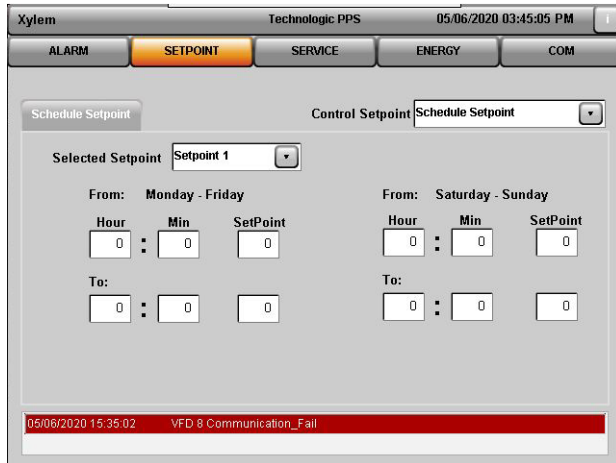 Xylem Technologic PPS 05/06/2020 03:45:05 PM i
ALARM SETPOINT SERVICE ENERGY COM
Schedule Setpoint Control Setpoint Schedule Setpoint
Selected Setpoint Setpoint 1
From: Monday - Friday From: Saturday - Sunday
Hour Min SetPoint Hour Min SetPoint
0 : 0 0 0 : 0 0
To: To:
0 : 0 0 0 : 0 0
05/06/2020 15:35:02 VFD 8 Communication_Fail